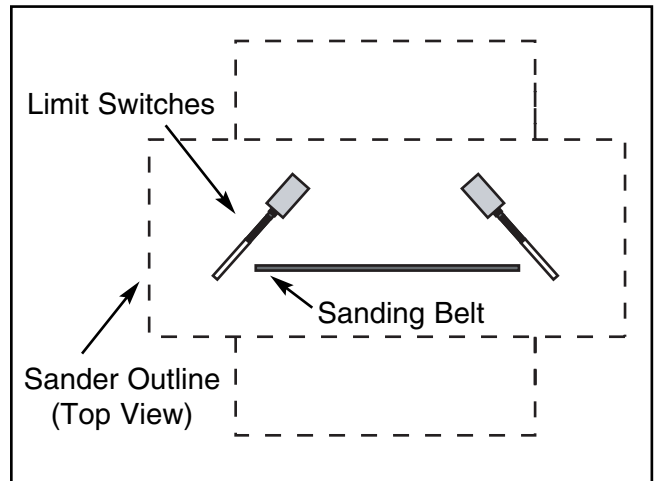 Limit Switches
Sanding Belt
Sander Outline
(Top View)